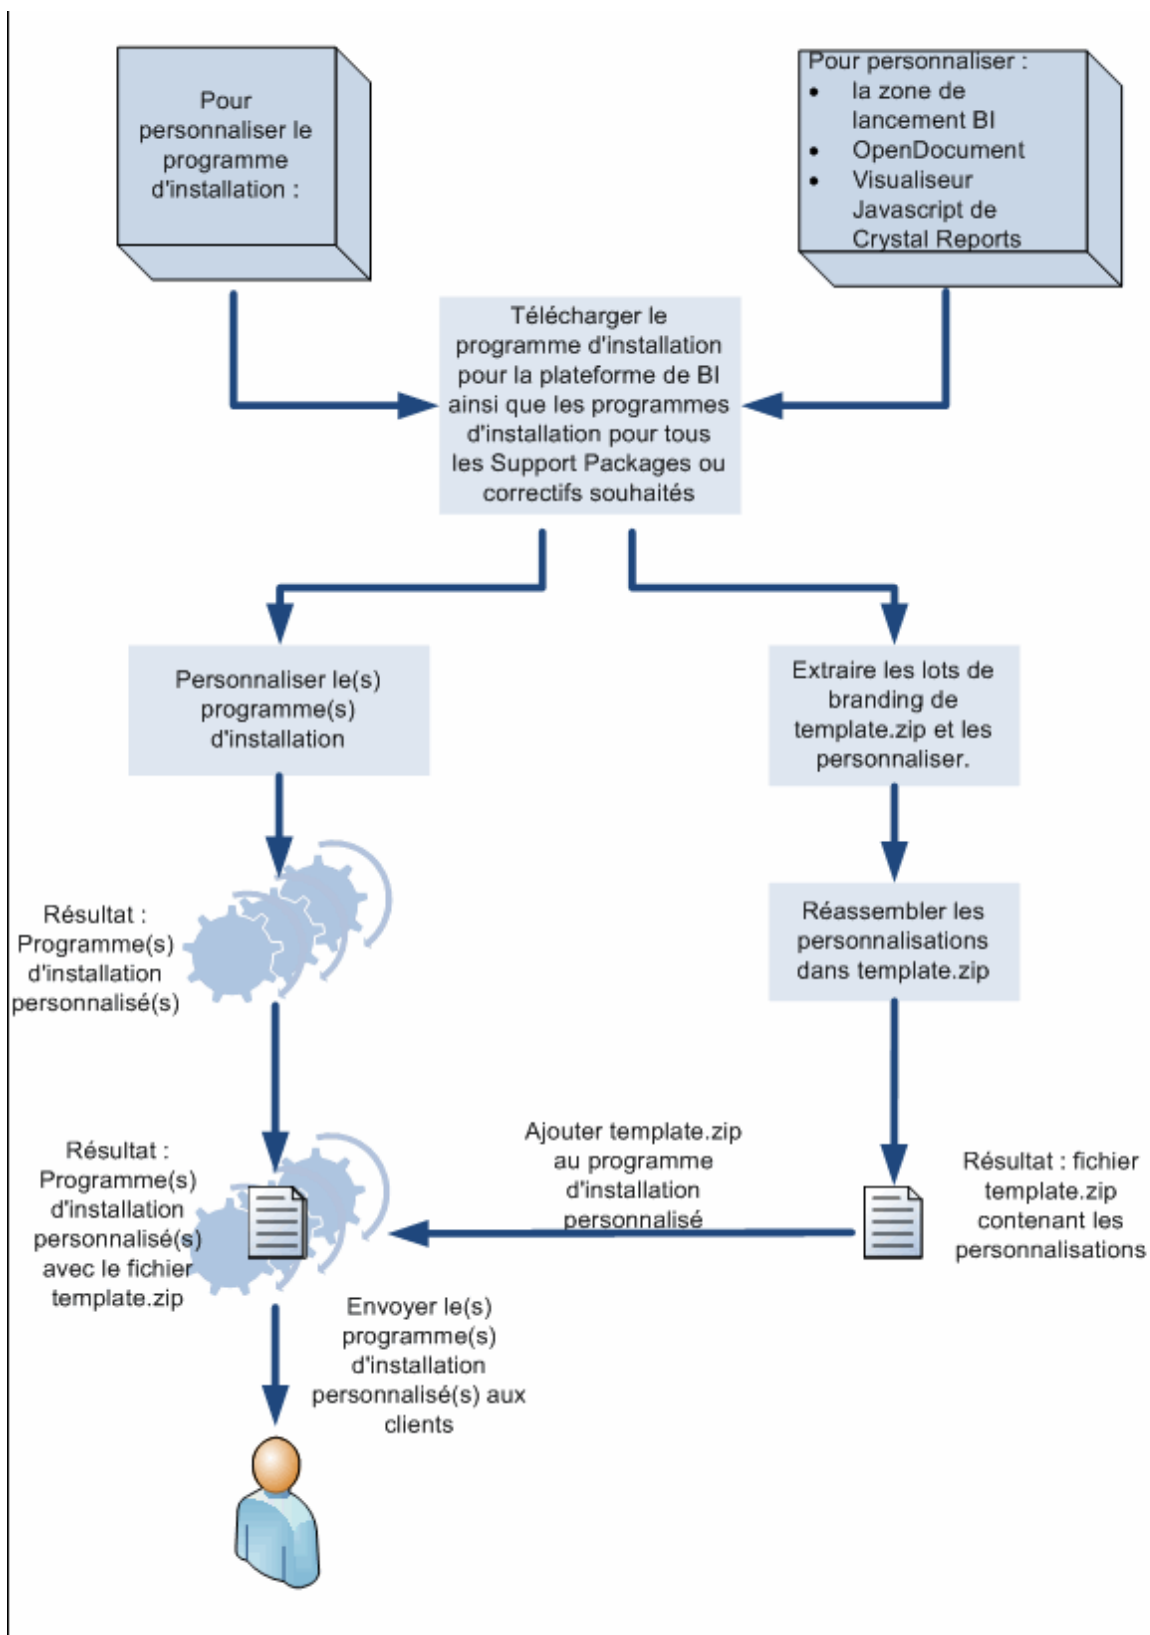 Pour
personnaliser le
programme
d'installation :
Pour personnaliser :
• la zone de
lancement BI
• OpenDocument
• Visualiseur
Javascript de
Crystal Reports
Télécharger le
programme d'installation
pour la plateforme de BI
ainsi que les programmes
d'installation pour tous
les Support Packages ou
correctifs souhaités
Personnaliser le(s)
programme(s)
d'installation
Extraire les lots de
branding de
template.zip et les
personnaliser.
Résultat :
Programme(s)
d'installation
personnalisé(s)
Réassembler les
personnalisations
dans template.zip
Résultat :
Programme(s)
d'installation
personnalisé(s)
avec le fichier
template.zip
Ajouter template.zip
au programme
d'installation
personnalisé
Résultat : fichier
template.zip
contenant les
personnalisations
Envoyer le(s)
programme(s)
d'installation
personnalisé(s) aux
clients